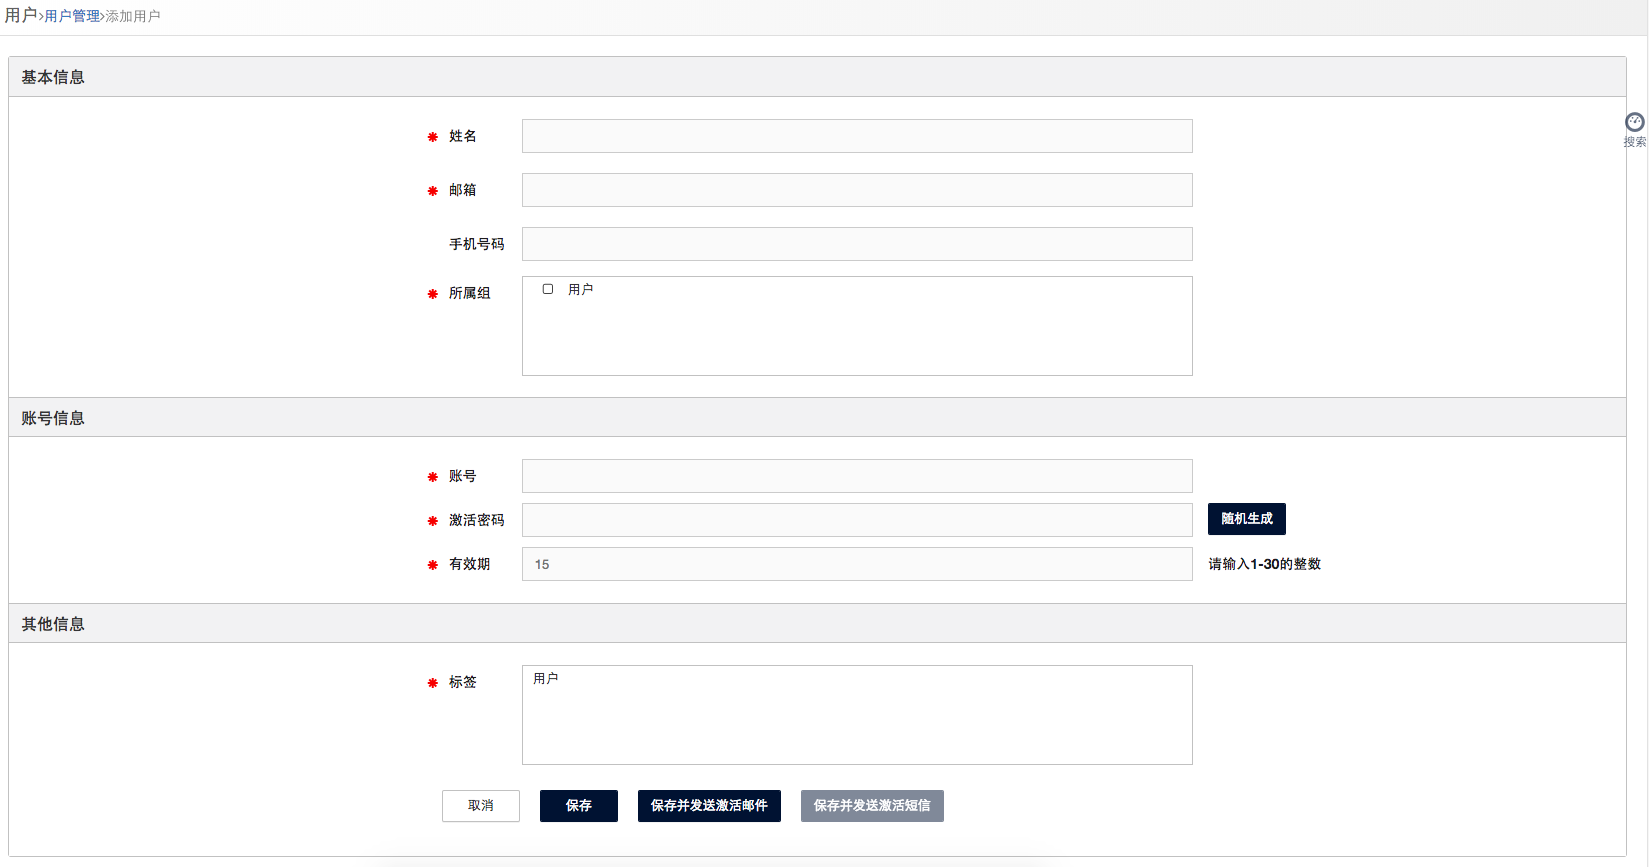 用户>用户管理>添加用户
基本信息
搜索
* 姓名
* 邮箱
手机号码
* 所属组
用户
账号信息
* 账号
* 激活密码
随机生成
* 有效期
15
请输入1-30的整数
其他信息
* 标签
用户
取消
保存
保存并发送激活邮件
保存并发送激活短信